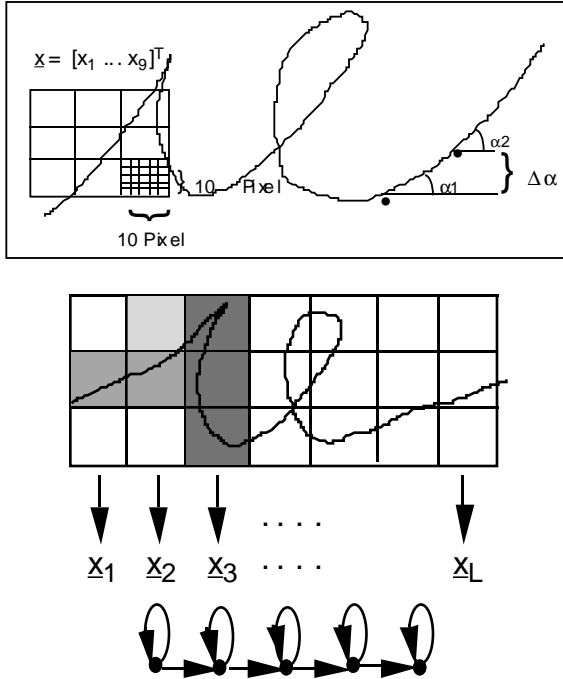 x = [x1 ... x9]T
10 Pixel
α2
α1
Δα
10 Pixel
. . . .
x1 x2 x3 . . . . xL